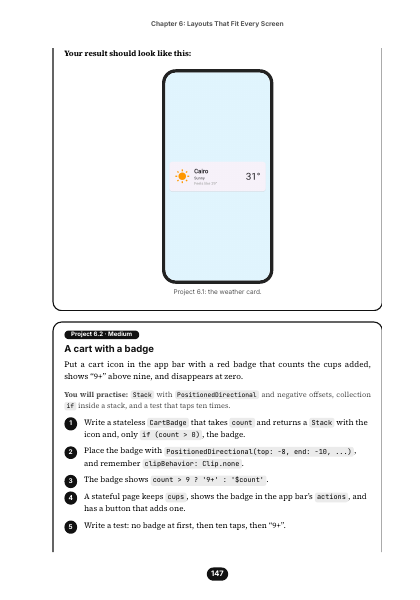 Chapter 6: Layouts That Fit Every Screen
Your result should look like this:
Cairo
Sunny
Feels like 33°
31°
Project 6.1: the weather card.
Project 6.2 · Medium
A cart with a badge
Put a cart icon in the app bar with a red badge that counts the cups added,
shows “9+” above nine, and disappears at zero.
You will practise: Stack with PositionedDirectional and negative offsets, collection
if inside a stack, and a test that taps ten times.
1 Write a stateless CartBadge that takes count and returns a Stack with the
icon and, only if (count > 0), the badge.
2 Place the badge with PositionedDirectional(top: -8, end: -10, ...),
and remember clipBehavior: Clip.none.
3 The badge shows count > 9 ? '9+' : '$count'.
4 A stateful page keeps cups, shows the badge in the app bar’s actions, and
has a button that adds one.
5 Write a test: no badge at first, then ten taps, then “9+”.
147